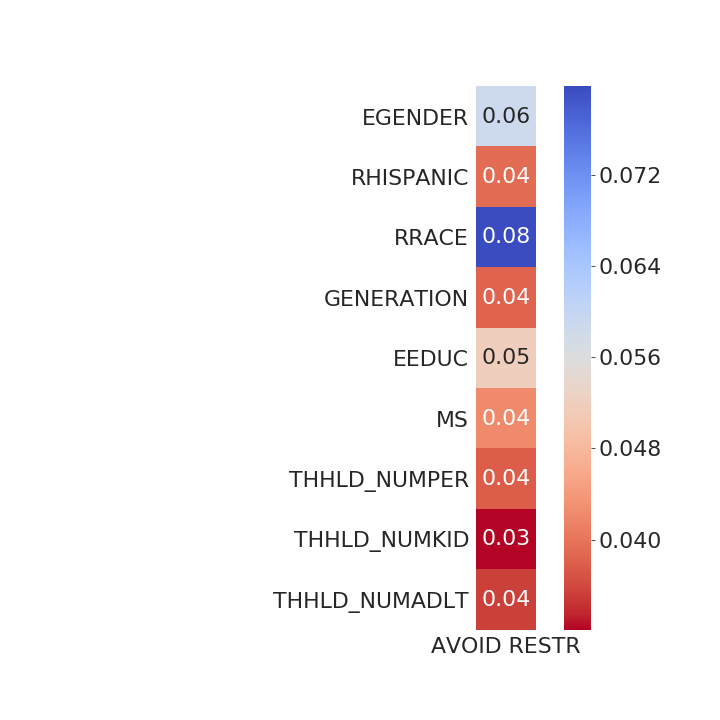 EGENDER 0.06
RHISPANIC 0.04 0.072
RRACE 0.08
0.064
GENERATION 0.04
EEDUC 0.05 0.056
MS 0.04
0.048
THHLD_NUMPER 0.04
THHLD_NUMKID 0.03 0.040
THHLD_NUMADLT 0.04
AVOID RESTR